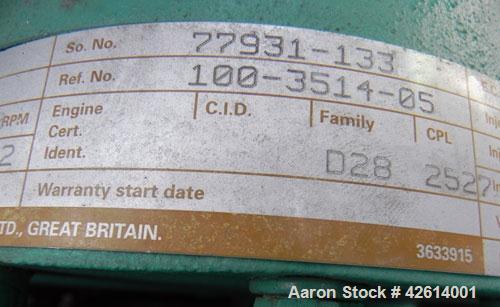 So. No. 77931-133
Ref. No. 100-3514-05
RPM
Engine C.I.D. Family CPL
Cert.
Ident. D28 2527
2
Warranty start date
TD., GREAT BRITAIN.
3633915
Aaron Stock # 42614001